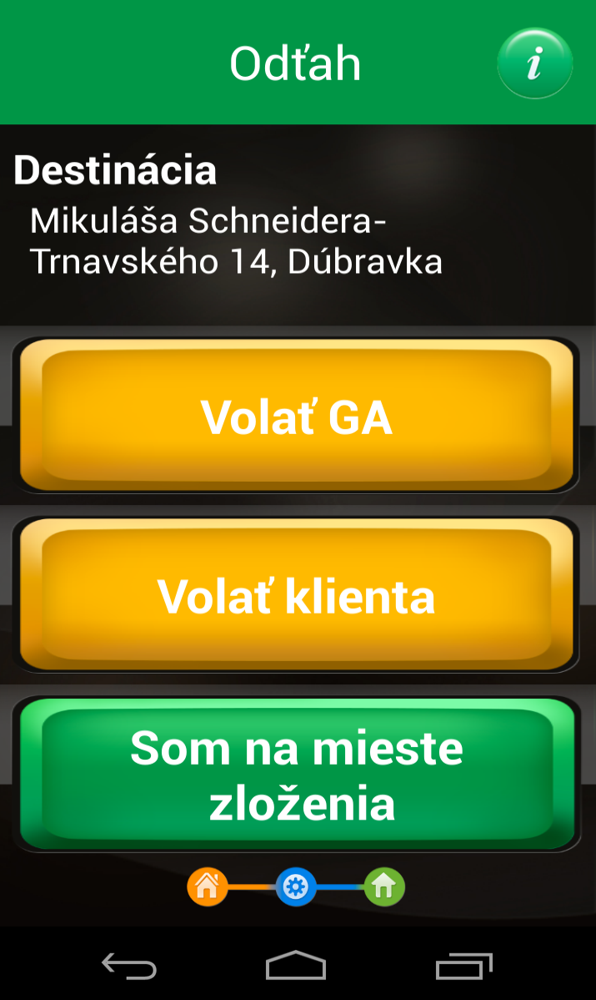 Odťah
i
Destinácia
Mikuláša Schneidera-
Trnavského 14, Dúbravka
Volať GA
Volať klienta
Som na mieste
zloženia